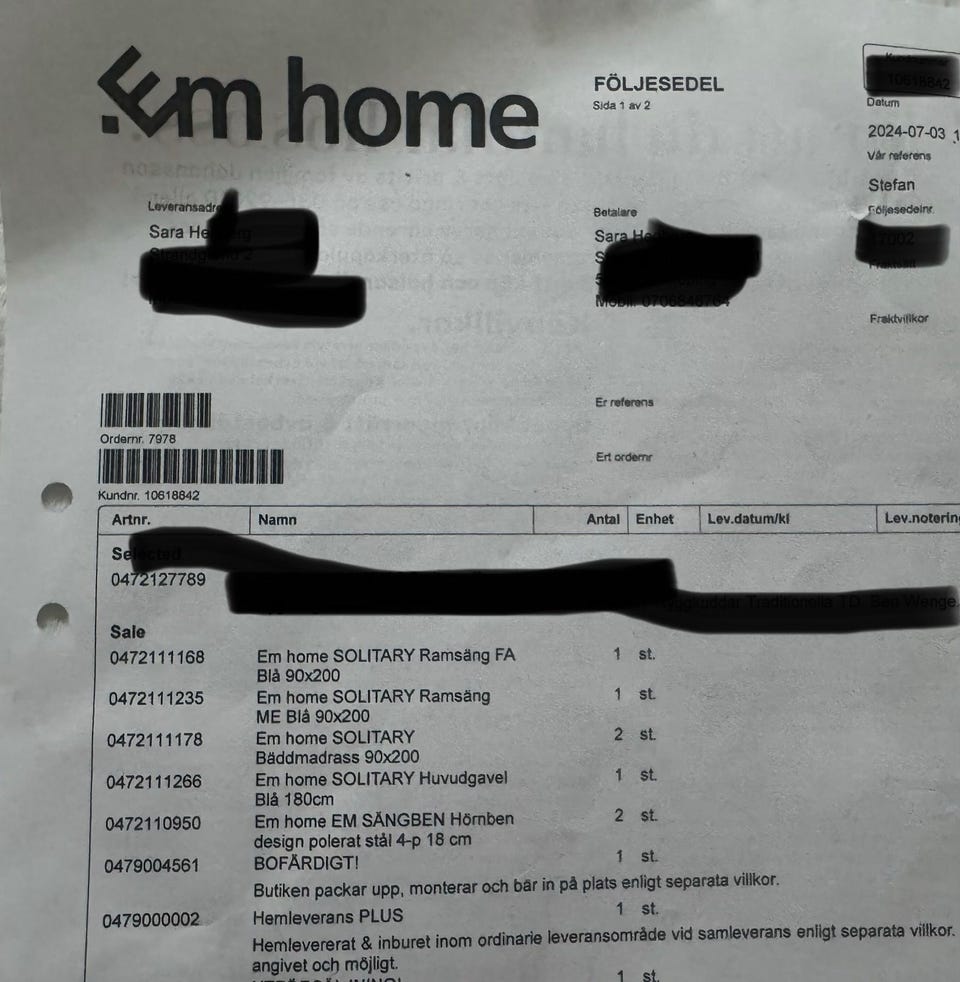 Em home
FÖLJESEDEL
Sida 1 av 2
Datum
2024-07-03
Vår referens
Stefan
Följesedelnr.
Leveransadr
Sara
Betalare
Sara
Fraktvillkor
Er referens
Ordernr. 7978
Ert ordernr
Kundnr. 10618842
Artnr. Namn Antal Enhet Lev.datum/kl Lev.notering
0472127789
Sale
0472111168 Em home SOLITARY Ramsäng FA 1 st.
Blå 90x200
0472111235 Em home SOLITARY Ramsäng 1 st.
ME Blå 90x200
0472111178 Em home SOLITARY 2 st.
Bäddmadrass 90x200
0472111266 Em home SOLITARY Huvudgavel 1 st.
Blå 180cm
0472110950 Em home EM SÄNGBEN Hörnben 2 st.
design polerat stål 4-p 18 cm
0479004561 BOFÄRDIGT! 1 st.
Butiken packar upp, monterar och bär in på plats enligt separata villkor.
0479000002 Hemleverans PLUS 1 st.
Hemlevererat & inburet inom ordinarie leveransområde vid samleverans enligt separata villkor.
angivet och möjligt.
1 st.